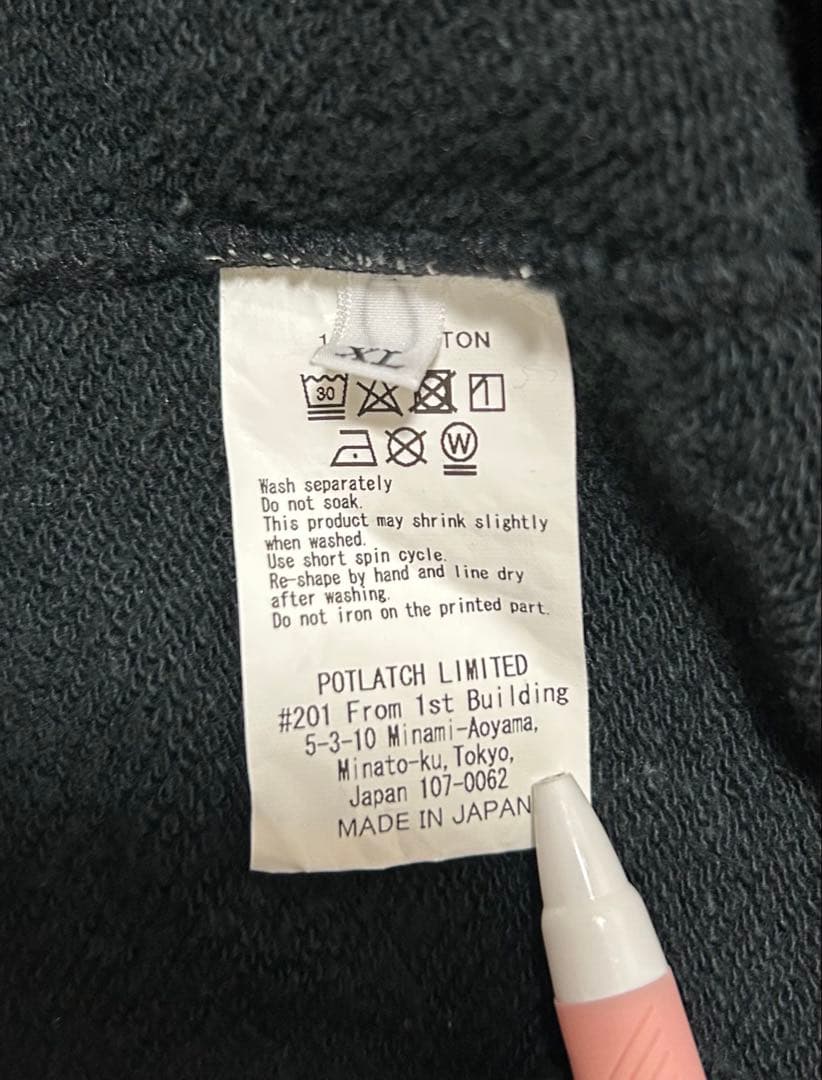 1 TON
XL
30
1
W
Wash separately
Do not soak.
This product may shrink slightly
when washed.
Use short spin cycle.
Re-shape by hand and line dry
after washing.
Do not iron on the printed part.
POTLATCH LIMITED
#201 From 1st Building
5-3-10 Minami-Aoyama,
Minato-ku, Tokyo,
Japan 107-0062
MADE IN JAPAN